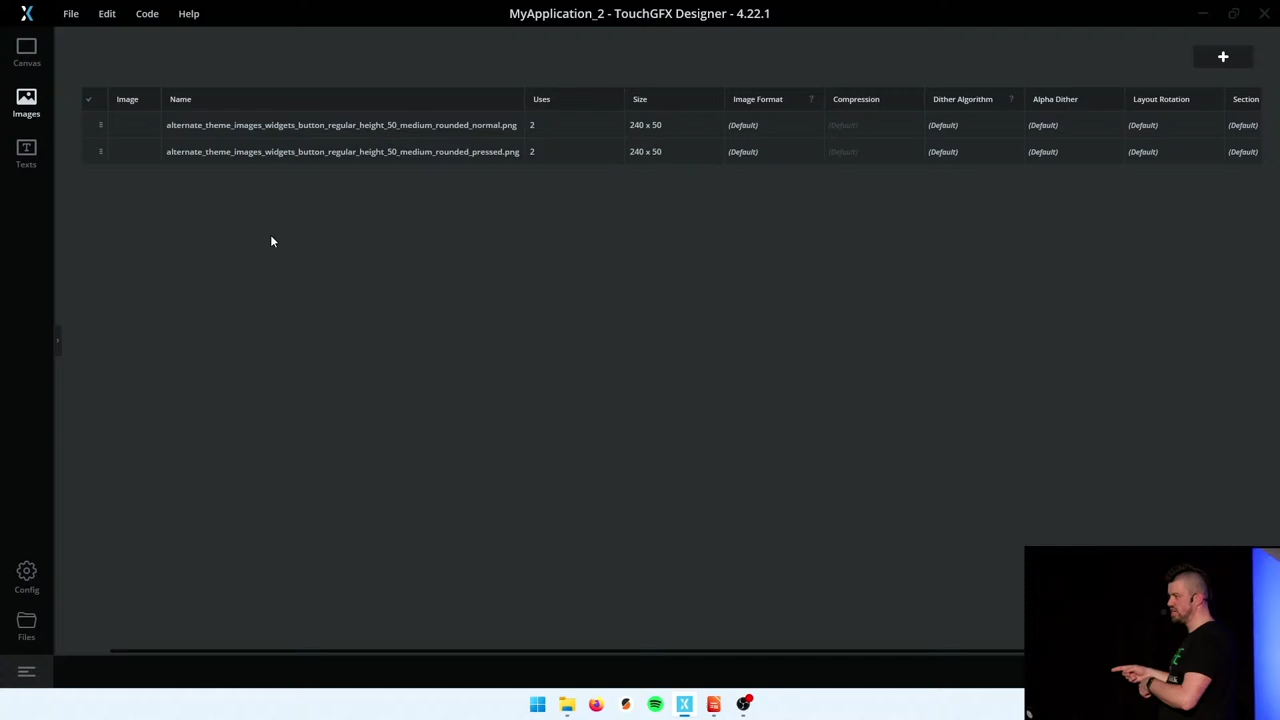 File Edit Code Help MyApplication_2 - TouchGFX Designer - 4.22.1
Canvas
Images
Texts
Image Name Uses Size Image Format ? Compression Dither Algorithm ? Alpha Dither Layout Rotation Section
alternate_theme_images_widgets_button_regular_height_50_medium_rounded_normal.png 2 240 x 50 (Default) (Default) (Default) (Default) (Default) (Default)
alternate_theme_images_widgets_button_regular_height_50_medium_rounded_pressed.png 2 240 x 50 (Default) (Default) (Default) (Default) (Default) (Default)
Config
Files